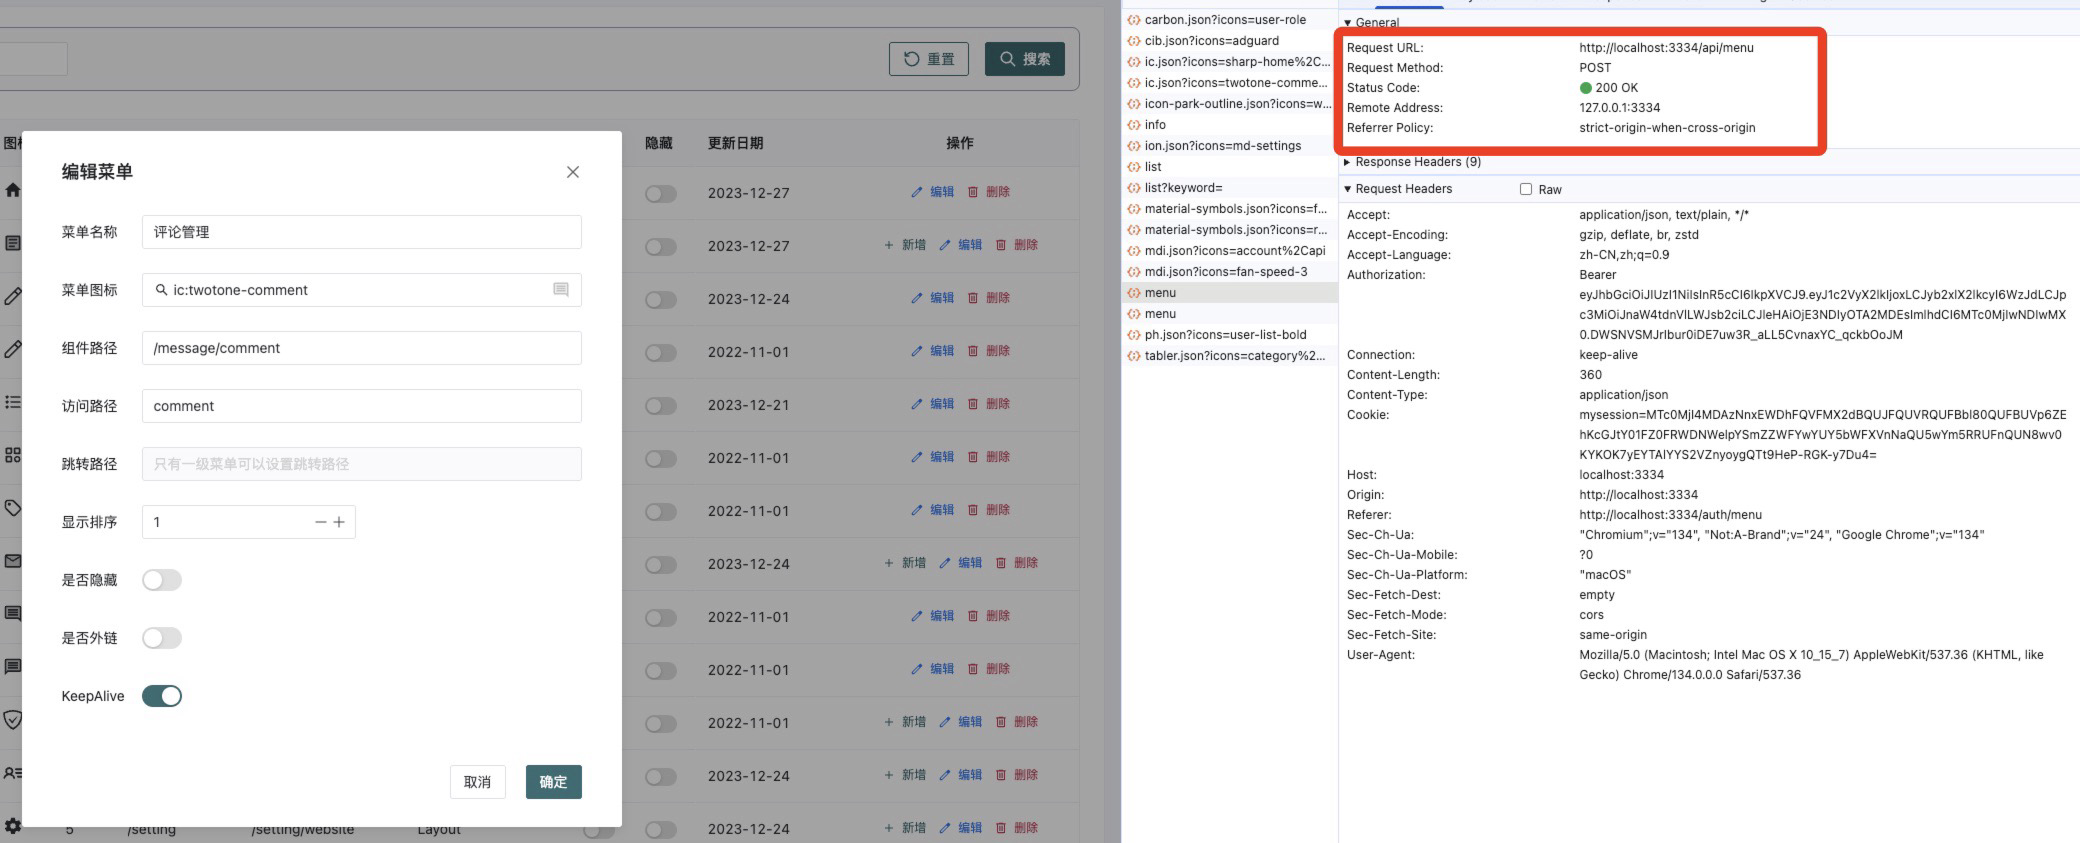 重置
搜索
隐藏 更新日期 操作
2023-12-27 编辑 删除
2023-12-27 + 新增 编辑 删除
2023-12-24 编辑 删除
2022-11-01 编辑 删除
2023-12-21 编辑 删除
2022-11-01 编辑 删除
2022-11-01 编辑 删除
2023-12-24 + 新增 编辑 删除
2022-11-01 编辑 删除
2022-11-01 编辑 删除
2022-11-01 + 新增 编辑 删除
2023-12-24 + 新增 编辑 删除
5 /setting /setting/website Layout 2023-12-24 + 新增 编辑 删除
编辑菜单
菜单名称 评论管理
菜单图标 ic:twotone-comment
组件路径 /message/comment
访问路径 comment
跳转路径 只有一级菜单可以设置跳转路径
显示排序 1
是否隐藏
是否外链
KeepAlive
取消 确定
carbon.json?icons=user-role
cib.json?icons=adguard
ic.json?icons=sharp-home%2C...
ic.json?icons=twotone-comme...
icon-park-outline.json?icons=w...
info
ion.json?icons=md-settings
list
list?keyword=
material-symbols.json?icons=f...
material-symbols.json?icons=r...
mdi.json?icons=account%2Capi
mdi.json?icons=fan-speed-3
menu
menu
ph.json?icons=user-list-bold
tabler.json?icons=category%2...
General
Request URL: http://localhost:3334/api/menu
Request Method: POST
Status Code: 200 OK
Remote Address: 127.0.0.1:3334
Referrer Policy: strict-origin-when-cross-origin
Response Headers (9)
Request Headers Raw
Accept: application/json, text/plain, */*
Accept-Encoding: gzip, deflate, br, zstd
Accept-Language: zh-CN,zh;q=0.9
Authorization: Bearer
Connection: keep-alive
Content-Length: 360
Content-Type: application/json
Cookie:
Host: localhost:3334
Origin: http://localhost:3334
Referer: http://localhost:3334/auth/menu
Sec-Ch-Ua: "Chromium";v="134", "Not:A-Brand";v="24", "Google Chrome";v="134"
Sec-Ch-Ua-Mobile: ?0
Sec-Ch-Ua-Platform: "macOS"
Sec-Fetch-Dest: empty
Sec-Fetch-Mode: cors
Sec-Fetch-Site: same-origin
User-Agent: Mozilla/5.0 (Macintosh; Intel Mac OS X 10_15_7) AppleWebKit/537.36 (KHTML, like
Gecko) Chrome/134.0.0.0 Safari/537.36